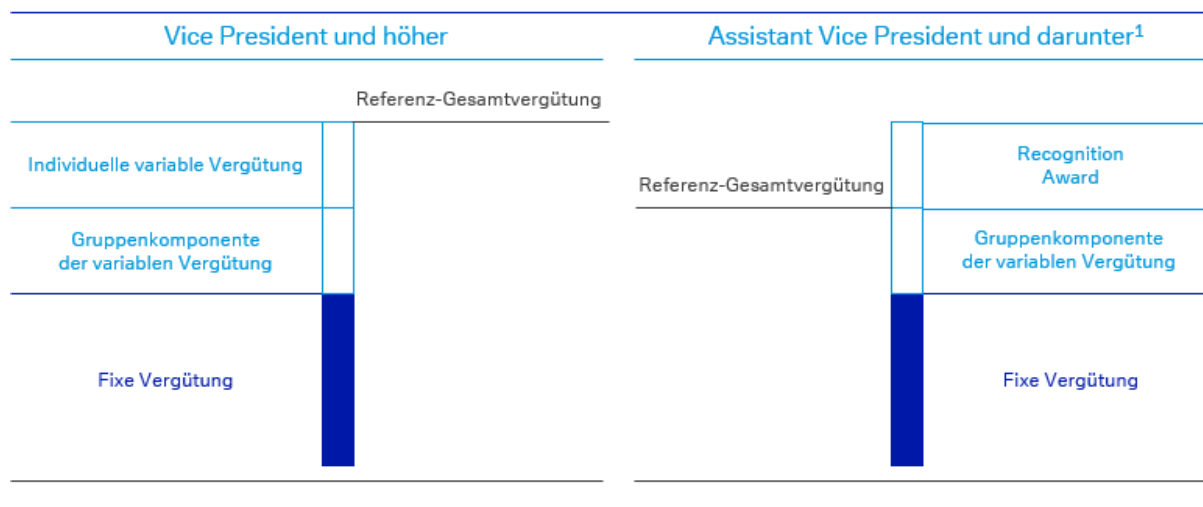 Vice President und höher
Referenz-Gesamtvergütung
Individuelle variable Vergütung
Gruppenkomponente
der variablen Vergütung
Fixe Vergütung
Assistant Vice President und darunter¹
Recognition
Award
Referenz-Gesamtvergütung
Gruppenkomponente
der variablen Vergütung
Fixe Vergütung